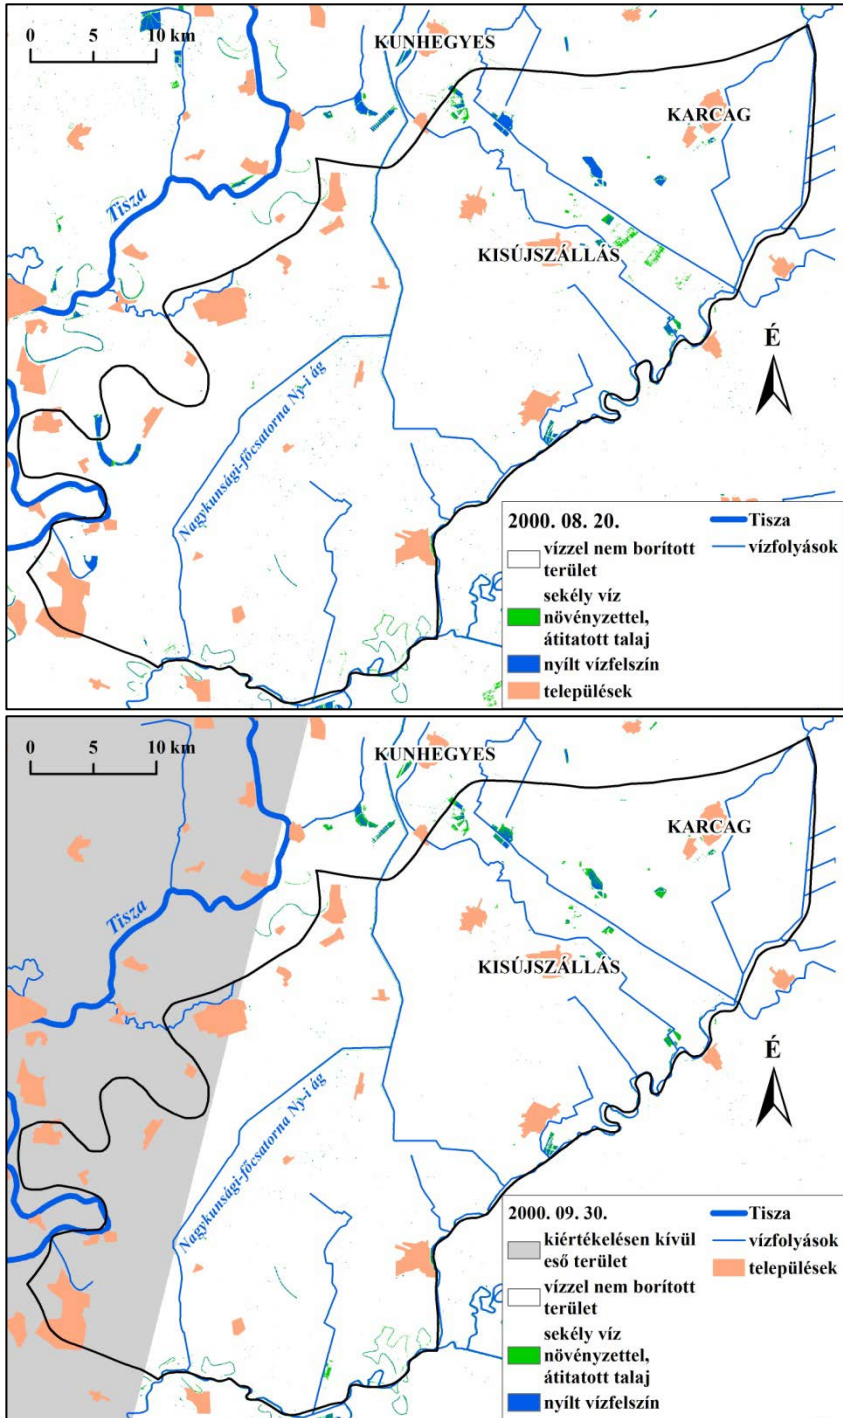 KUNHEGYES
0 5 10 km
KARCAG
Tisza
KISÚJSZÁLLÁS
É
Nagykunsági-főcsatorna Ny-i ág
2000. 08. 20.
vízzel nem borított
terület
sekély víz
növényzettel,
átitatott talaj
nyílt vízfelszín
települések
Tisza
vízfolyások
KUNHEGYES
0 5 10 km
KARCAG
Tisza
KISÚJSZÁLLÁS
É
Nagykunsági-főcsatorna Ny-i ág
2000. 09. 30.
kiértékelésen kívül
eső terület
vízzel nem borított
terület
sekély víz
növényzettel,
átitatott talaj
nyílt vízfelszín
Tisza
vízfolyások
települések